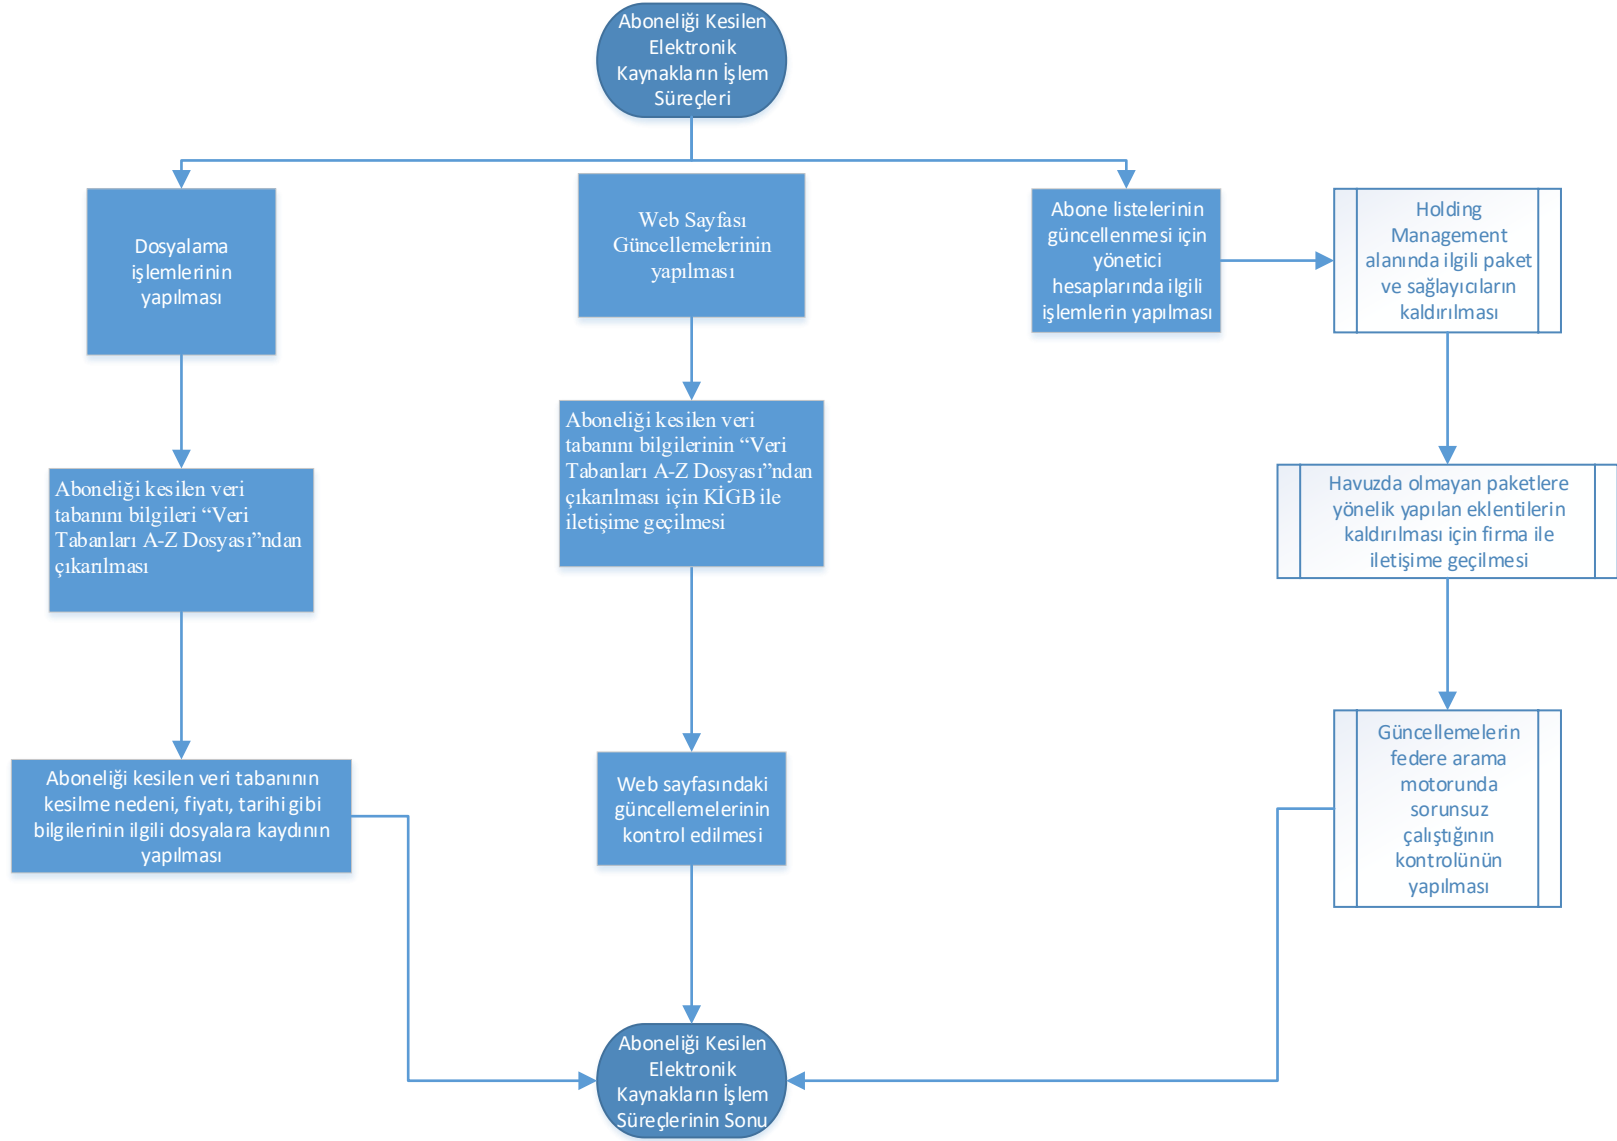 Aboneliği Kesilen
Elektronik
Kaynakların İşlem
Süreçleri
Dosyalama
işlemlerinin
yapılması
Web Sayfası
Güncellemelerinin
yapılması
Abone listelerinin
güncellenmesi için
yönetici
hesaplarında ilgili
işlemlerin yapılması
Holding
Management
alanında ilgili paket
ve sağlayıcıların
kaldırılması
Aboneliği kesilen veri
tabanını bilgileri “Veri
Tabanları A-Z Dosyası”ndan
çıkarılması
Aboneliği kesilen veri
tabanını bilgilerinin “Veri
Tabanları A-Z Dosyası”ndan
çıkarılması için KİGB ile
iletişime geçilmesi
Havuzda olmayan paketlere
yönelik yapılan eklentilerin
kaldırılması için firma ile
iletişime geçilmesi
Aboneliği kesilen veri tabanının
kesilme nedeni, fiyatı, tarihi gibi
bilgilerinin ilgili dosyalara kaydının
yapılması
Web sayfasındaki
güncellemelerinin
kontrol edilmesi
Güncellemelerin
federe arama
motorunda
sorunsuz
çalıştığının
kontrolünün
yapılması
Aboneliği Kesilen
Elektronik
Kaynakların İşlem
Süreçlerinin Sonu